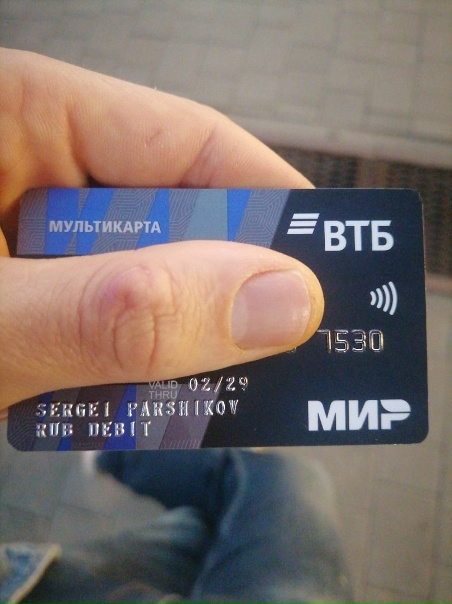 МУЛЬТИКАРТА
ВТБ
7530
VALID THRU 02/29
SERGEI PARSHIKOV
RUB DEBIT
МИР